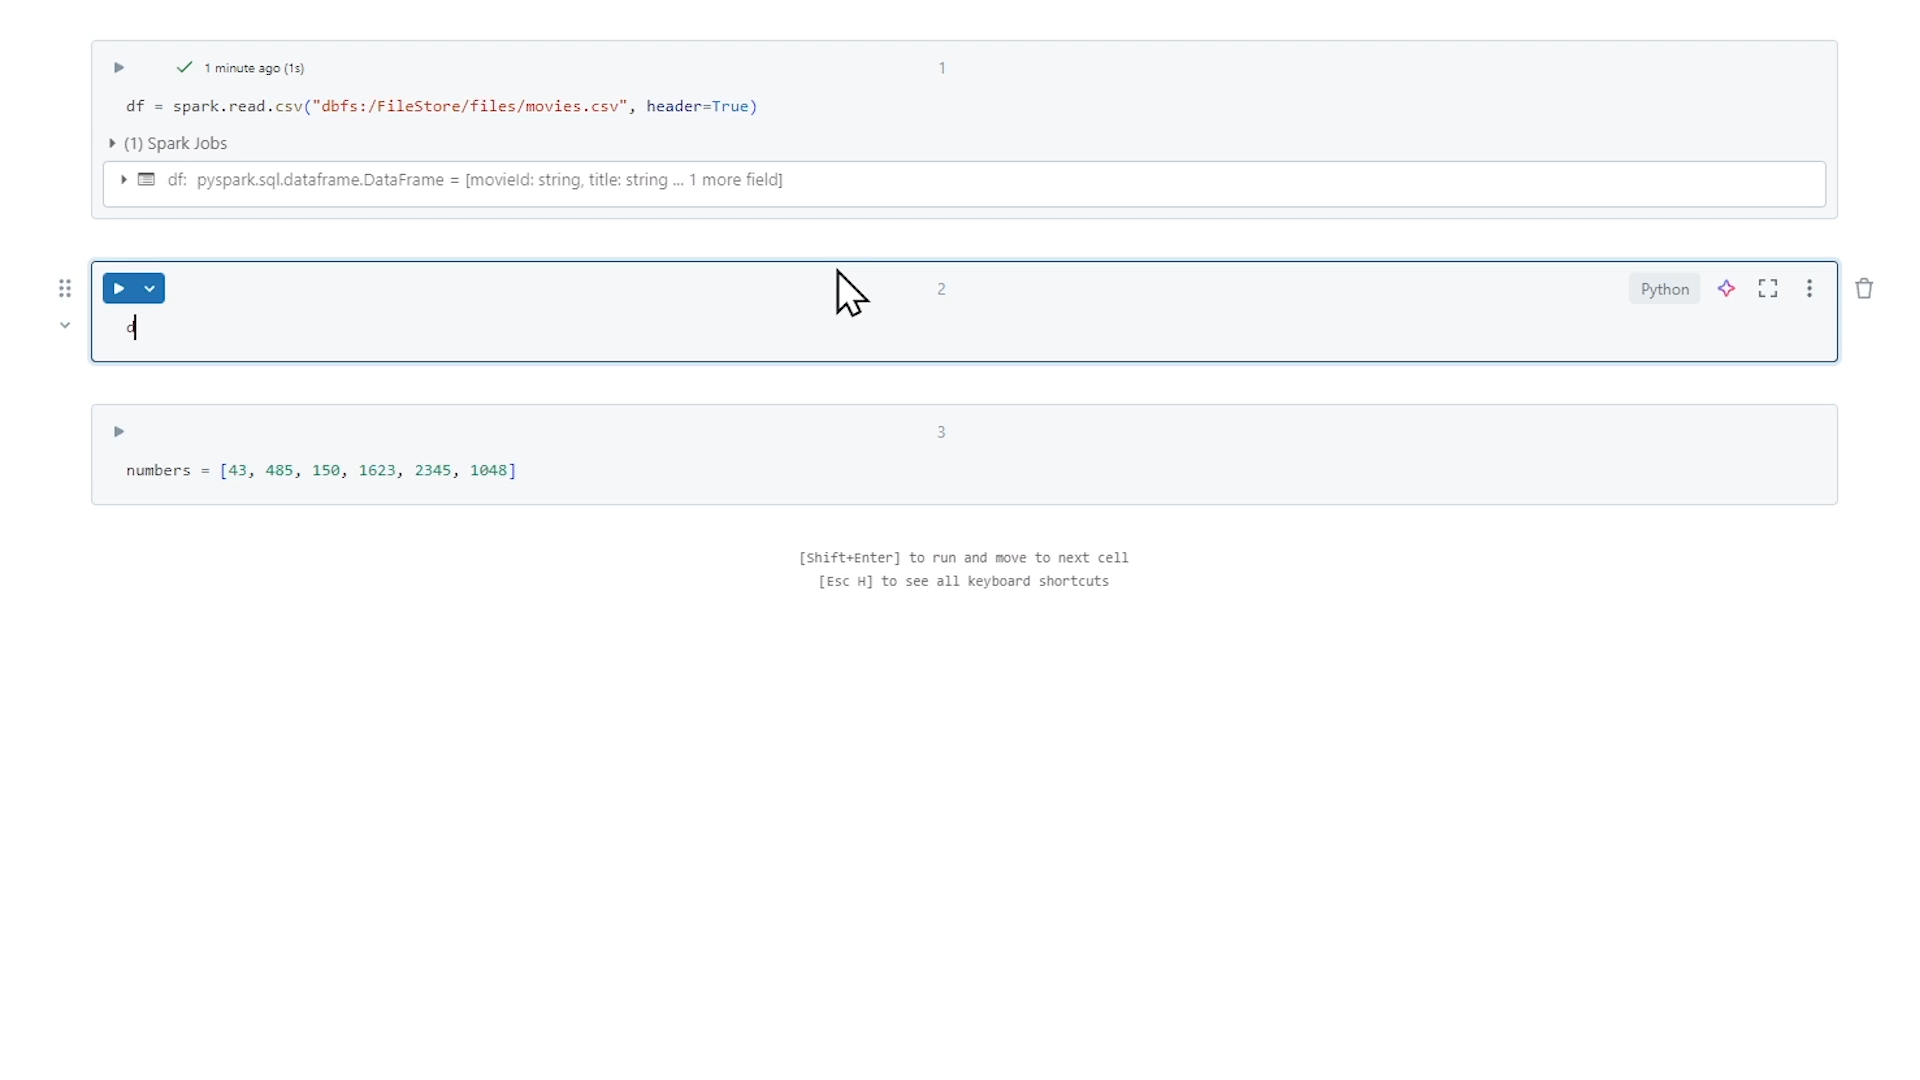 1 minute ago (1s)
1
df = spark.read.csv("dbfs:/FileStore/files/movies.csv", header=True)
(1) Spark Jobs
df: pyspark.sql.dataframe.DataFrame = [movieId: string, title: string ... 1 more field]
2
Python
d
3
numbers = [43, 485, 150, 1623, 2345, 1048]
[Shift+Enter] to run and move to next cell
[Esc H] to see all keyboard shortcuts